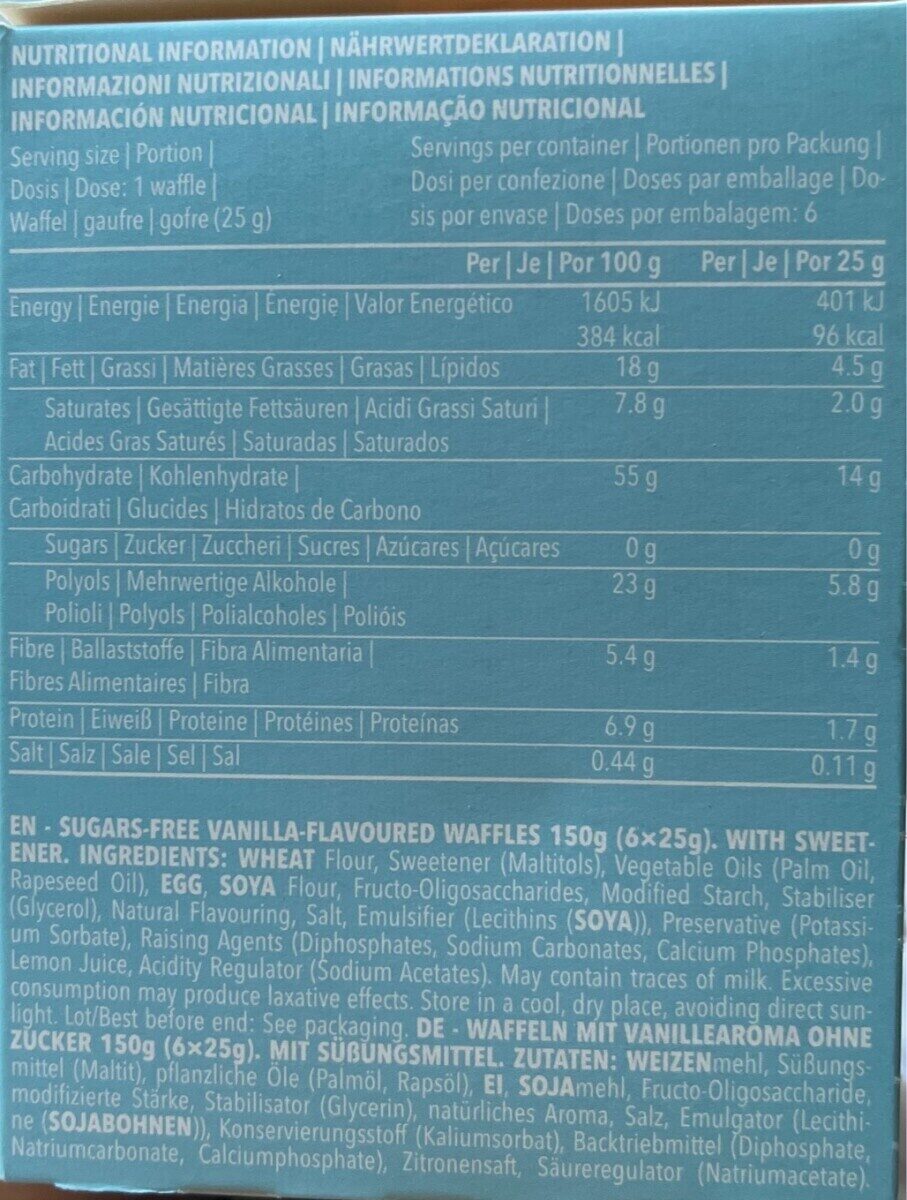 NUTRITIONAL INFORMATION | NÄHRWERTDEKLARATION |
INFORMAZIONI NUTRIZIONALI | INFORMATIONS NUTRITIONNELLES |
INFORMACIÓN NUTRICIONAL | INFORMAÇÃO NUTRICIONAL
Serving size | Portion |
Dosis | Dose: 1 waffle |
Waffel | gaufre | gofre (25 g)
Servings per container | Portionen pro Packung |
Dosi per confezione | Doses par emballage | Do-
sis por envase | Doses por embalagem: 6
Per | Je | Por 100 g Per | Je | Por 25 g
Energy | Energie | Energia | Énergie | Valor Energético 1605 kJ 401 kJ
384 kcal 96 kcal
Fat | Fett | Grassi | Matières Grasses | Grasas | Lípidos 18 g 4.5 g
Saturates | Gesättigte Fettsäuren | Acidi Grassi Saturi | 7.8 g 2.0 g
Acides Gras Saturés | Saturadas | Saturados
Carbohydrate | Kohlenhydrate | 55 g 14 g
Carboidrati | Glucides | Hidratos de Carbono
Sugars | Zucker | Zuccheri | Sucres | Azúcares | Açúcares 0 g 0 g
Polyols | Mehrwertige Alkohole | 23 g 5.8 g
Polioli | Polyols | Polialcoholes | Polióis
Fibre | Ballaststoffe | Fibra Alimentaria | 5.4 g 1.4 g
Fibres Alimentaires | Fibra
Protein | Eiweiß | Proteine | Protéines | Proteínas 6.9 g 1.7 g
Salt | Salz | Sale | Sel | Sal 0.44 g 0.11 g
EN - SUGARS-FREE VANILLA-FLAVOURED WAFFLES 150g (6×25g). WITH SWEET-
ENER. INGREDIENTS: WHEAT Flour, Sweetener (Maltitols), Vegetable Oils (Palm Oil,
Rapeseed Oil), EGG, SOYA Flour, Fructo-Oligosaccharides, Modified Starch, Stabiliser
(Glycerol), Natural Flavouring, Salt, Emulsifier (Lecithins (SOYA)), Preservative (Potassi-
um Sorbate), Raising Agents (Diphosphates, Sodium Carbonates, Calcium Phosphates),
Lemon Juice, Acidity Regulator (Sodium Acetates). May contain traces of milk. Excessive
consumption may produce laxative effects. Store in a cool, dry place, avoiding direct sun-
light. Lot/Best before end: See packaging. DE - WAFFELN MIT VANILLEAROMA OHNE
ZUCKER 150g (6×25g). MIT SÜßUNGSMITTEL. ZUTATEN: WEIZENmehl, Süßungs-
mittel (Maltit), pflanzliche Öle (Palmöl, Rapsöl), EI, SOJAmehl, Fructo-Oligosaccharide,
modifizierte Stärke, Stabilisator (Glycerin), natürliches Aroma, Salz, Emulgator (Lecithi-
ne (SOJABOHNEN)), Konservierungsstoff (Kaliumsorbat), Backtriebmittel (Diphosphate,
Natriumcarbonate, Calciumphosphate), Zitronensaft, Säureregulator (Natriumacetate).